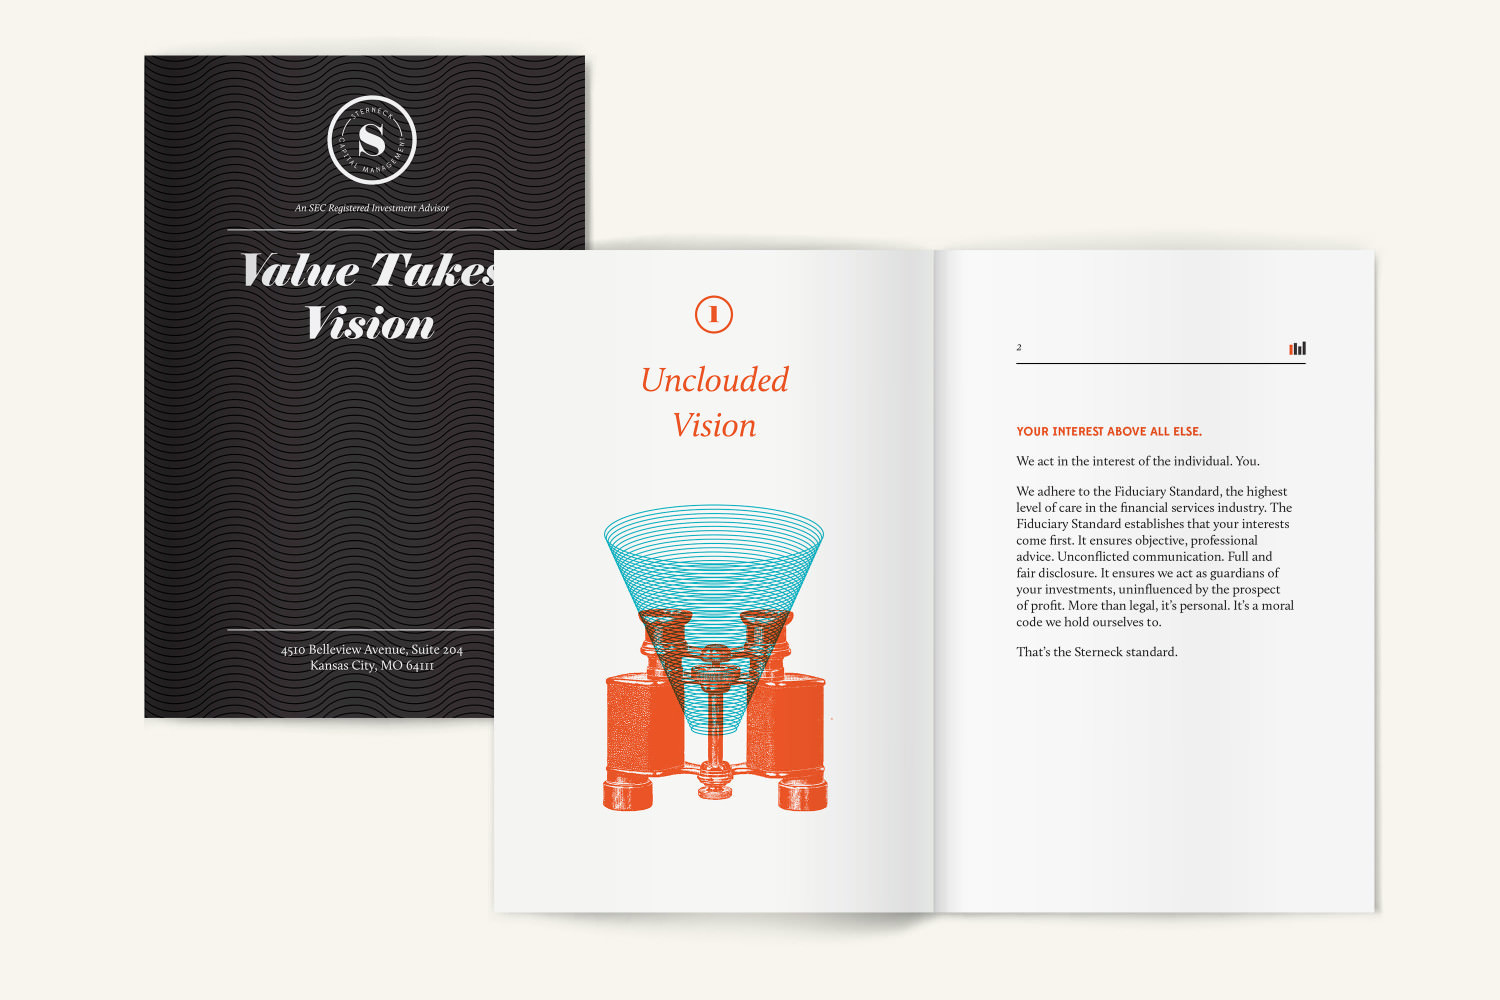 STERNECK
S
CAPITAL MANAGEMENT
An SEC Registered Investment Advisor
Value Takes
Vision
4510 Belleview Avenue, Suite 204
Kansas City, MO 64111
1
Unclouded
Vision
2
YOUR INTEREST ABOVE ALL ELSE.
We act in the interest of the individual. You.
We adhere to the Fiduciary Standard, the highest
level of care in the financial services industry. The
Fiduciary Standard establishes that your interests
come first. It ensures objective, professional
advice. Unconflicted communication. Full and
fair disclosure. It ensures we act as guardians of
your investments, uninfluenced by the prospect
of profit. More than legal, it's personal. It's a moral
code we hold ourselves to.
That's the Sterneck standard.